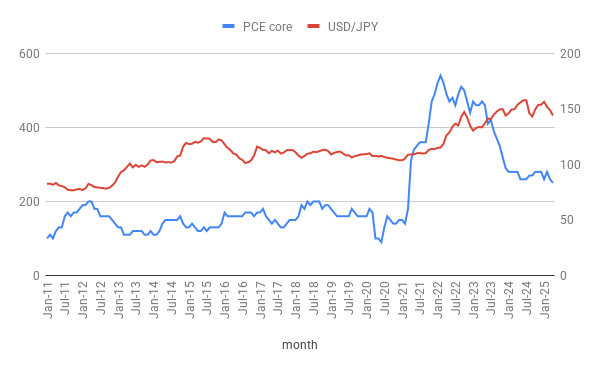 PCE core USD/JPY
600 200
400 150
200 100
0 50
0
Jan-11 Jul-11 Jan-12 Jul-12 Jan-13 Jul-13 Jan-14 Jul-14 Jan-15 Jul-15 Jan-16 Jul-16 Jan-17 Jul-17 Jan-18 Jul-18 Jan-19 Jul-19 Jan-20 Jul-20 Jan-21 Jul-21 Jan-22 Jul-22 Jan-23 Jul-23 Jan-24 Jul-24 Jan-25
month